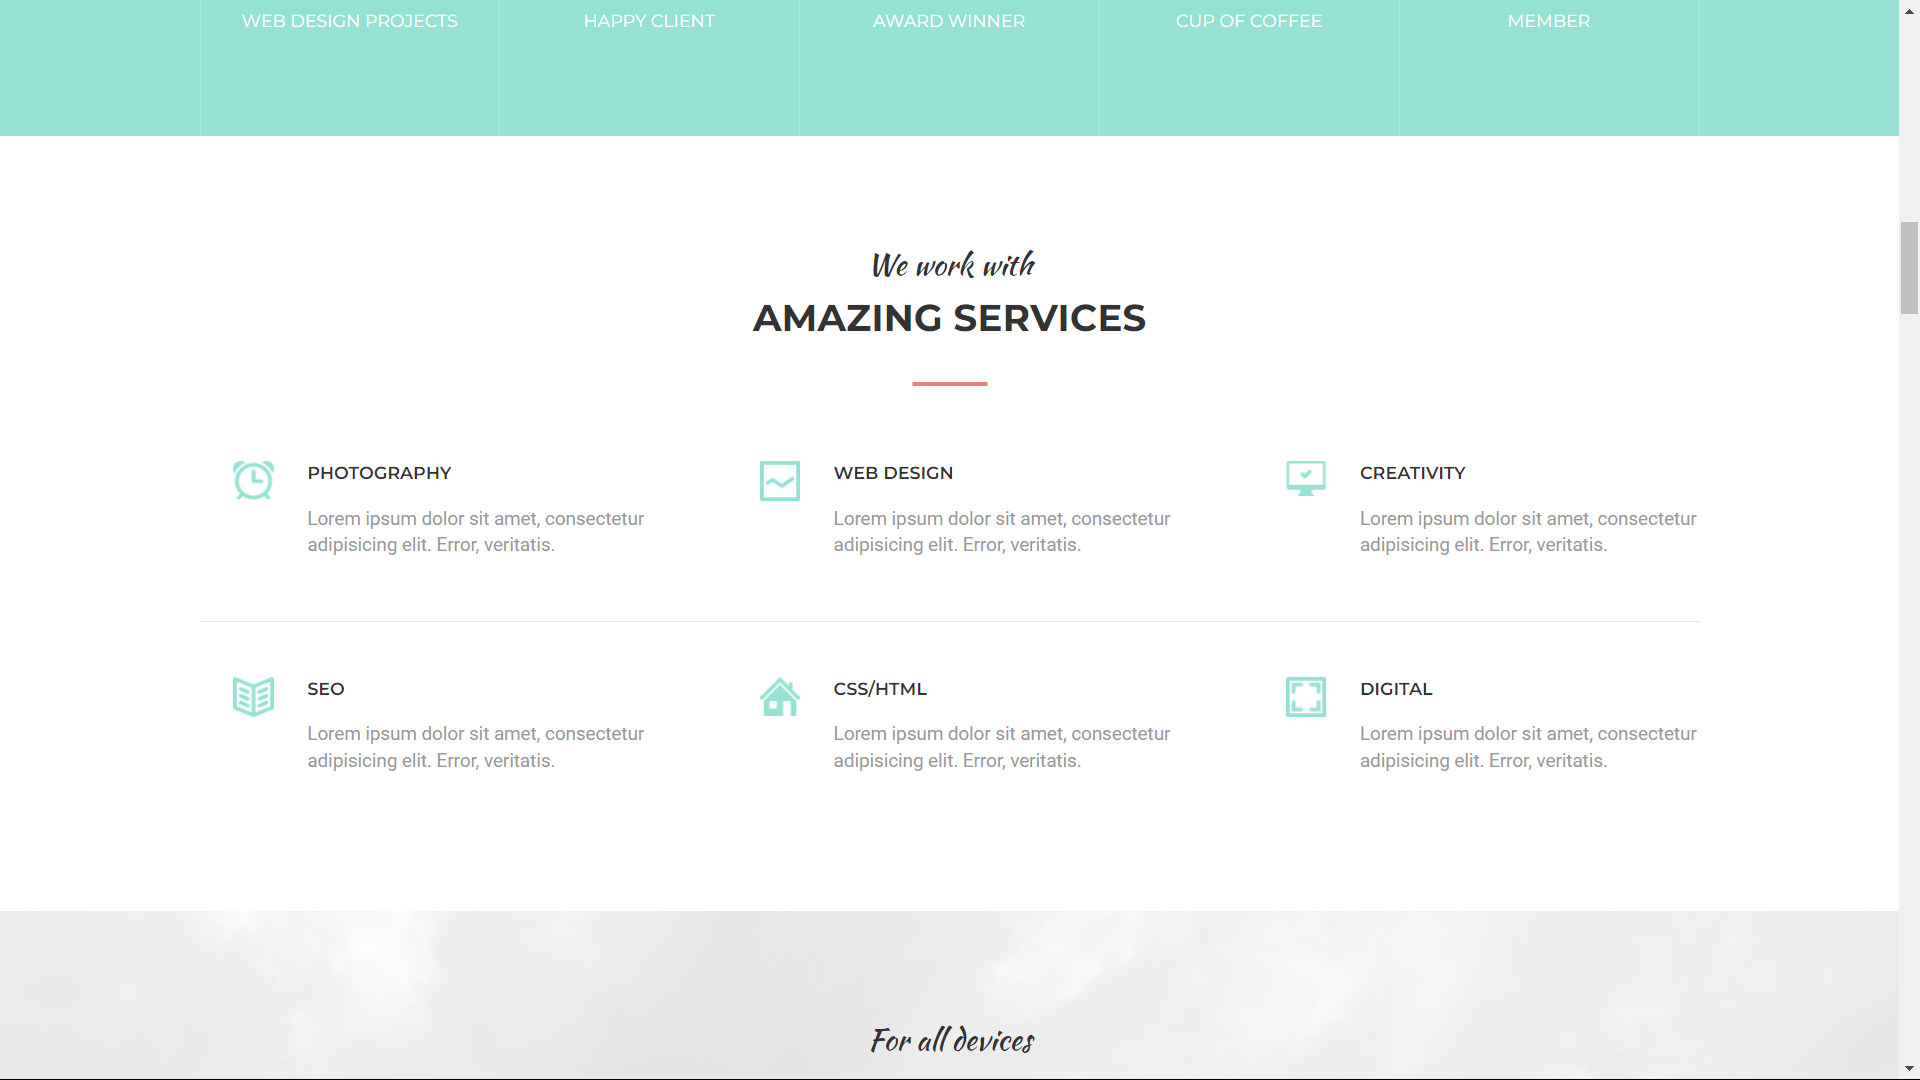 WEB DESIGN PROJECTS HAPPY CLIENT AWARD WINNER CUP OF COFFEE MEMBER
We work with
AMAZING SERVICES
PHOTOGRAPHY
Lorem ipsum dolor sit amet, consectetur
adipisicing elit. Error, veritatis.
WEB DESIGN
Lorem ipsum dolor sit amet, consectetur
adipisicing elit. Error, veritatis.
CREATIVITY
Lorem ipsum dolor sit amet, consectetur
adipisicing elit. Error, veritatis.
SEO
Lorem ipsum dolor sit amet, consectetur
adipisicing elit. Error, veritatis.
CSS/HTML
Lorem ipsum dolor sit amet, consectetur
adipisicing elit. Error, veritatis.
DIGITAL
Lorem ipsum dolor sit amet, consectetur
adipisicing elit. Error, veritatis.
For all devices